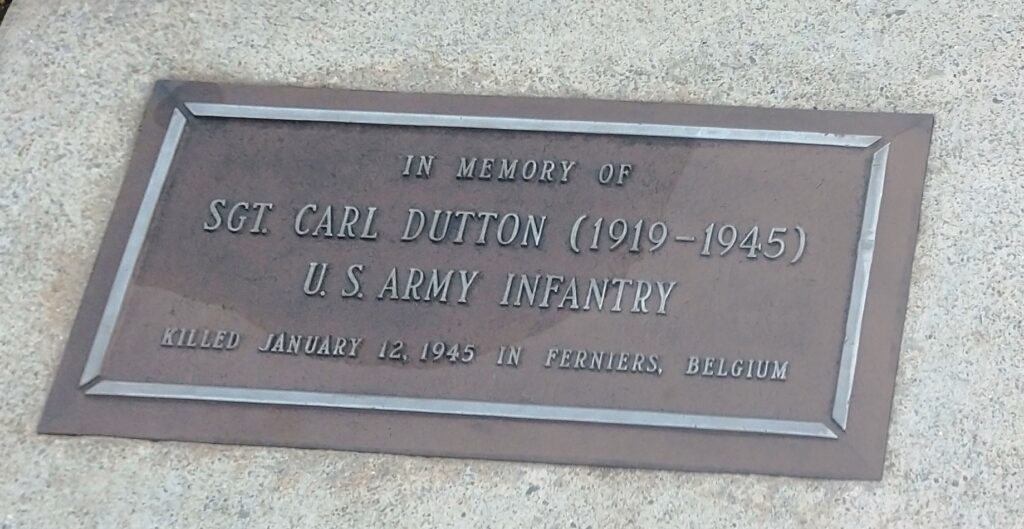 IN MEMORY OF
SGT. CARL DUTTON (1919-1945)
U.S. ARMY INFANTRY
KILLED JANUARY 12, 1945 IN FERNIERS, BELGIUM